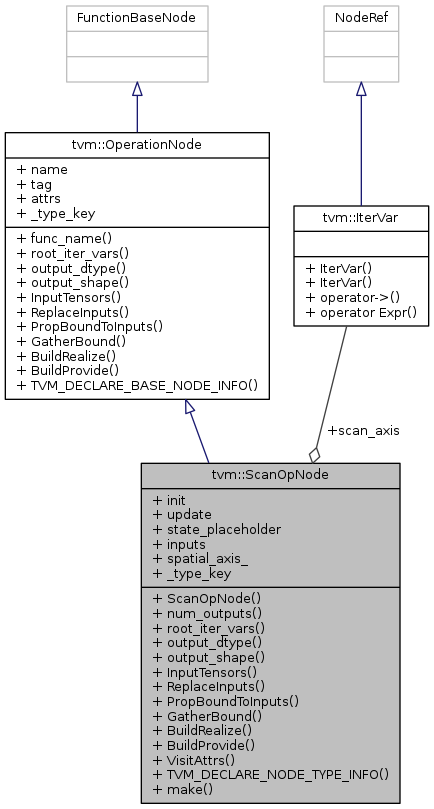 FunctionBaseNode
NodeRef
tvm::OperationNode
+ name
+ tag
+ attrs
+ _type_key
+ func_name()
+ root_iter_vars()
+ output_dtype()
+ output_shape()
+ InputTensors()
+ ReplaceInputs()
+ PropBoundToInputs()
+ GatherBound()
+ BuildRealize()
+ BuildProvide()
+ TVM_DECLARE_BASE_NODE_INFO()
tvm::IterVar
+ IterVar()
+ IterVar()
+ operator->()
+ operator Expr()
+scan_axis
tvm::ScanOpNode
+ init
+ update
+ state_placeholder
+ inputs
+ spatial_axis_
+ _type_key
+ ScanOpNode()
+ num_outputs()
+ root_iter_vars()
+ output_dtype()
+ output_shape()
+ InputTensors()
+ ReplaceInputs()
+ PropBoundToInputs()
+ GatherBound()
+ BuildRealize()
+ BuildProvide()
+ VisitAttrs()
+ TVM_DECLARE_NODE_TYPE_INFO()
+ make()